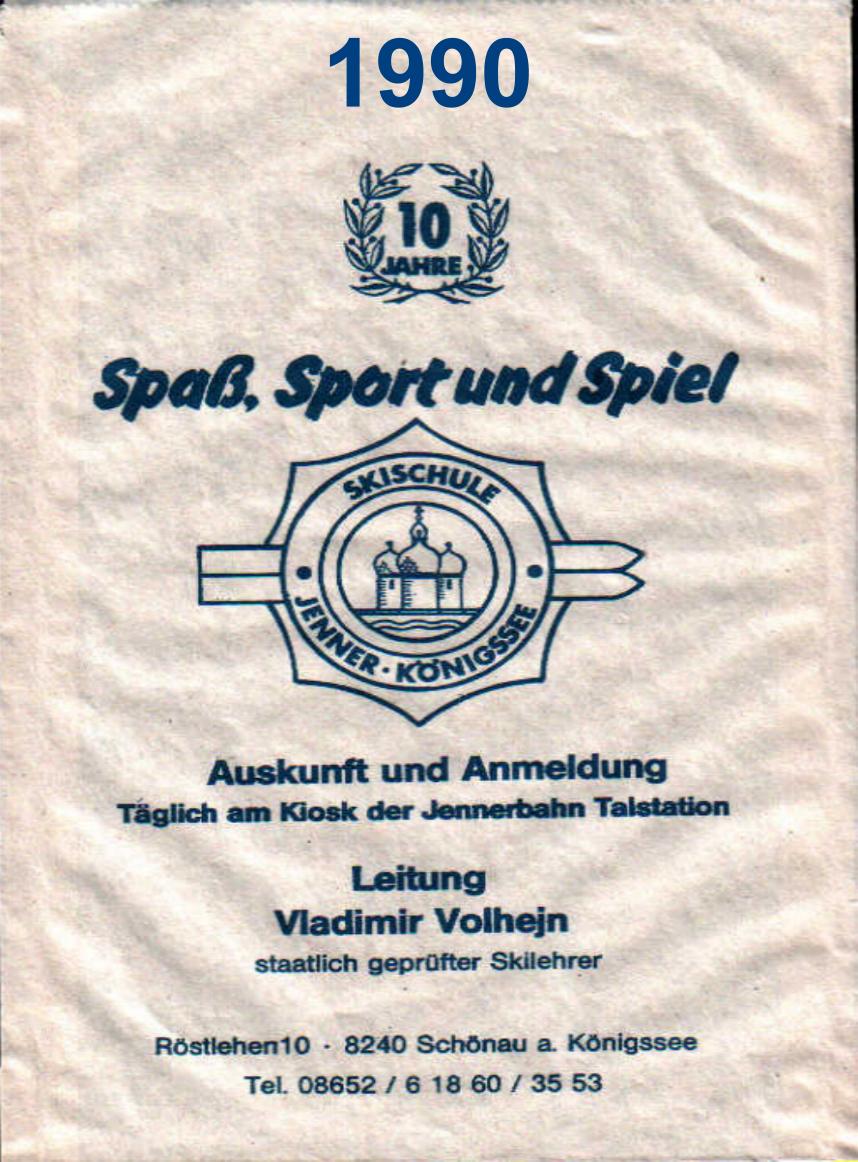 1990
10
JAHRE
Spaß, Sport und Spiel
SKISCHULE
JENNER · KÖNIGSSEE
Auskunft und Anmeldung
Täglich am Kiosk der Jennerbahn Talstation
Leitung
Vladimir Volhejn
staatlich geprüfter Skilehrer
Röstlehen10 · 8240 Schönau a. Königssee
Tel. 08652 / 6 18 60 / 35 53